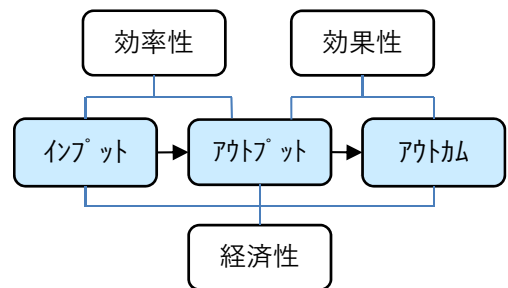 効率性
効果性
ｲﾝﾌﾟｯﾄ
ｱｳﾄﾌﾟｯﾄ
ｱｳﾄｶﾑ
経済性